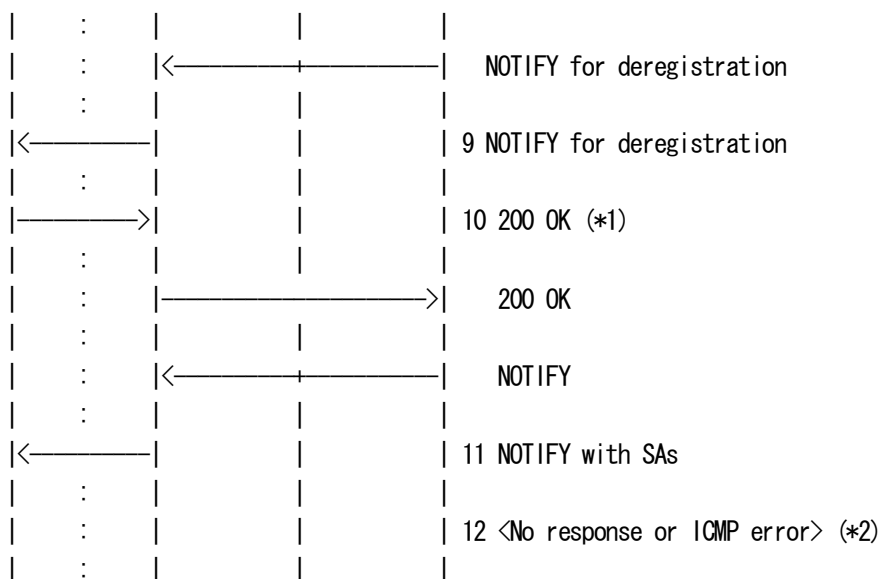 NOTIFY for deregistration
9 NOTIFY for deregistration
10 200 OK (*1)
200 OK
NOTIFY
11 NOTIFY with SAs
12 <No response or ICMP error> (*2)